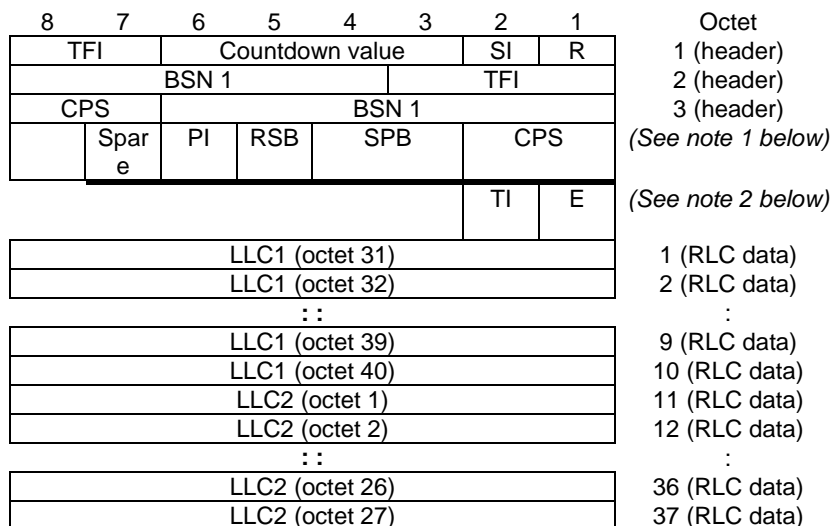 8 7 6 5 4 3 2 1 Octet
TFI Countdown value SI R 1 (header)
BSN 1 TFI 2 (header)
CPS BSN 1 3 (header)
Spar PI RSB SPB CPS (See note 1 below)
e
TI E (See note 2 below)
LLC1 (octet 31) 1 (RLC data)
LLC1 (octet 32) 2 (RLC data)
: : :
LLC1 (octet 39) 9 (RLC data)
LLC1 (octet 40) 10 (RLC data)
LLC2 (octet 1) 11 (RLC data)
LLC2 (octet 2) 12 (RLC data)
: : :
LLC2 (octet 26) 36 (RLC data)
LLC2 (octet 27) 37 (RLC data)